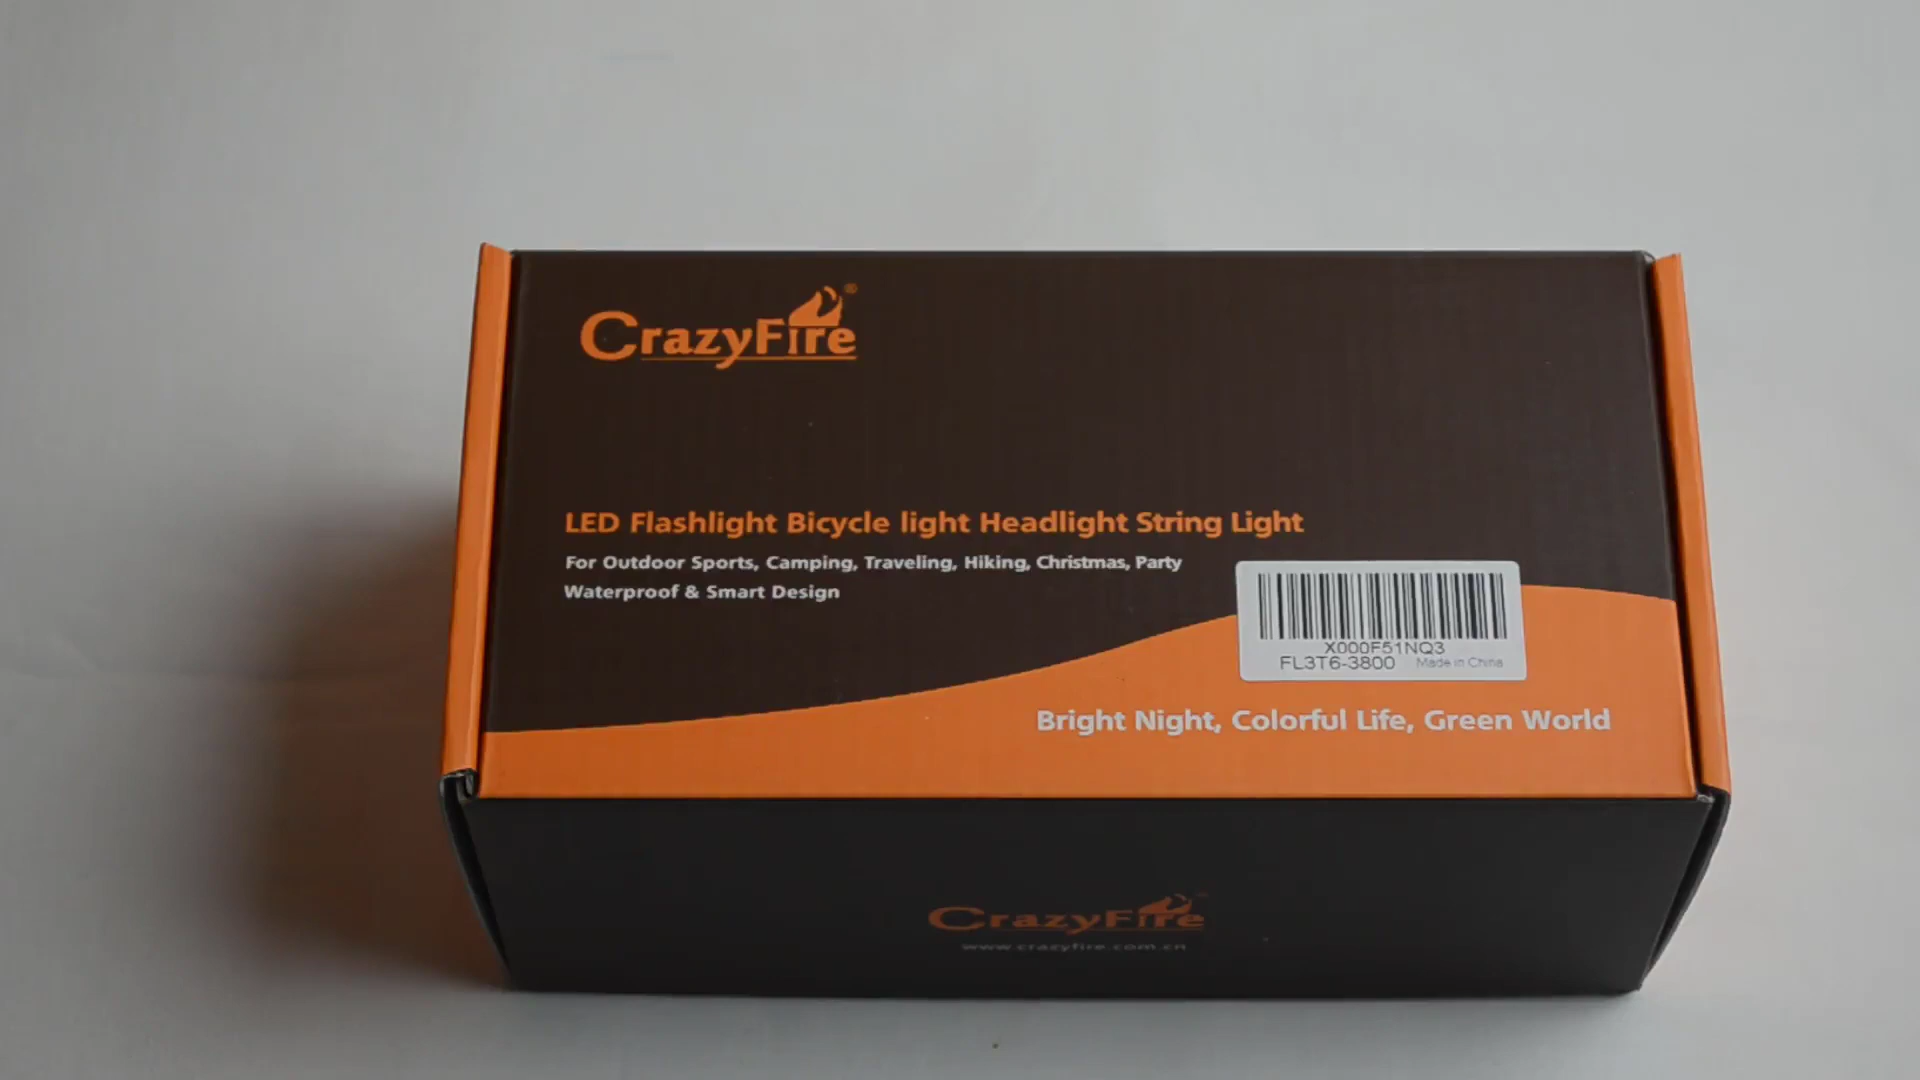 CrazyFire®
LED Flashlight Bicycle light Headlight String Light
For Outdoor Sports, Camping, Traveling, Hiking, Christmas, Party
Waterproof & Smart Design
X000F51NQ3
FL3T6-3800 Made in China
Bright Night, Colorful Life, Green World
CrazyFire
www.crazyfire.com.cn